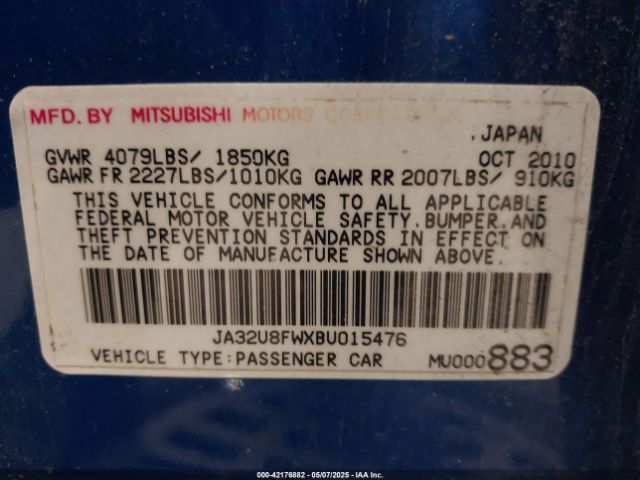 MFD. BY MITSUBISHI MOTORS CORPORATION
, JAPAN
GVWR 4079LBS/ 1850KG OCT 2010
GAWR FR 2227LBS/1010KG GAWR RR 2007LBS/ 910KG
THIS VEHICLE CONFORMS TO ALL APPLICABLE
FEDERAL MOTOR VEHICLE SAFETY, BUMPER, AND
THEFT PREVENTION STANDARDS IN EFFECT ON
THE DATE OF MANUFACTURE SHOWN ABOVE.
JA32U8FWXBU015476
VEHICLE TYPE:PASSENGER CAR MU000883
000-42176882 - 05/07/2025 - IAA Inc.